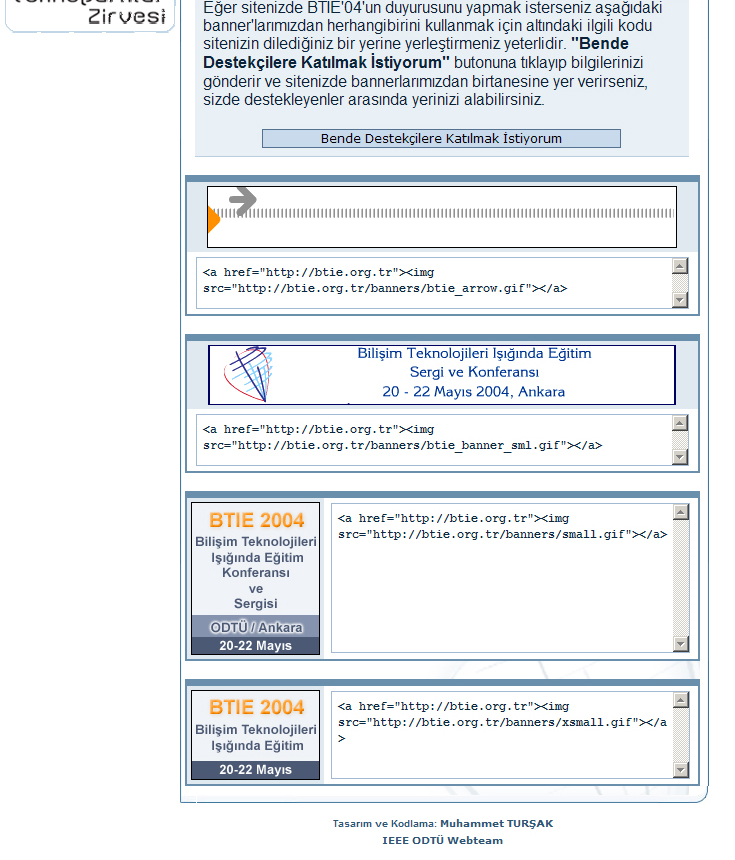 Zirvesi
Eğer sitenizde BTIE'04'un duyurusunu yapmak isterseniz aşağıdaki
banner'larımızdan herhangibirini kullanmak için altındaki ilgili kodu
sitenizin dilediğiniz bir yerine yerleştirmeniz yeterlidir. "Bende
Destekçilere Katılmak İstiyorum" butonuna tıklayıp bilgilerinizi
gönderir ve sitenizde bannerlarımızdan birtanesine yer verirseniz,
sizde destekleyenler arasında yerinizi alabilirsiniz.
Bende Destekçilere Katılmak İstiyorum
<a href="http://btie.org.tr"><img
src="http://btie.org.tr/banners/btie_arrow.gif"></a>
Bilişim Teknolojileri Işığında Eğitim
Sergi ve Konferansı
20 - 22 Mayıs 2004, Ankara
<a href="http://btie.org.tr"><img
src="http://btie.org.tr/banners/btie_banner_sml.gif"></a>
BTIE 2004
Bilişim Teknolojileri
Işığında Eğitim
Konferansı
ve
Sergisi
ODTÜ / Ankara
20-22 Mayıs
<a href="http://btie.org.tr"><img
src="http://btie.org.tr/banners/small.gif"></a>
BTIE 2004
Bilişim Teknolojileri
Işığında Eğitim
20-22 Mayıs
<a href="http://btie.org.tr"><img
src="http://btie.org.tr/banners/xsmall.gif"></a
>
Tasarım ve Kodlama: Muhammet TURŞAK
IEEE ODTÜ Webteam